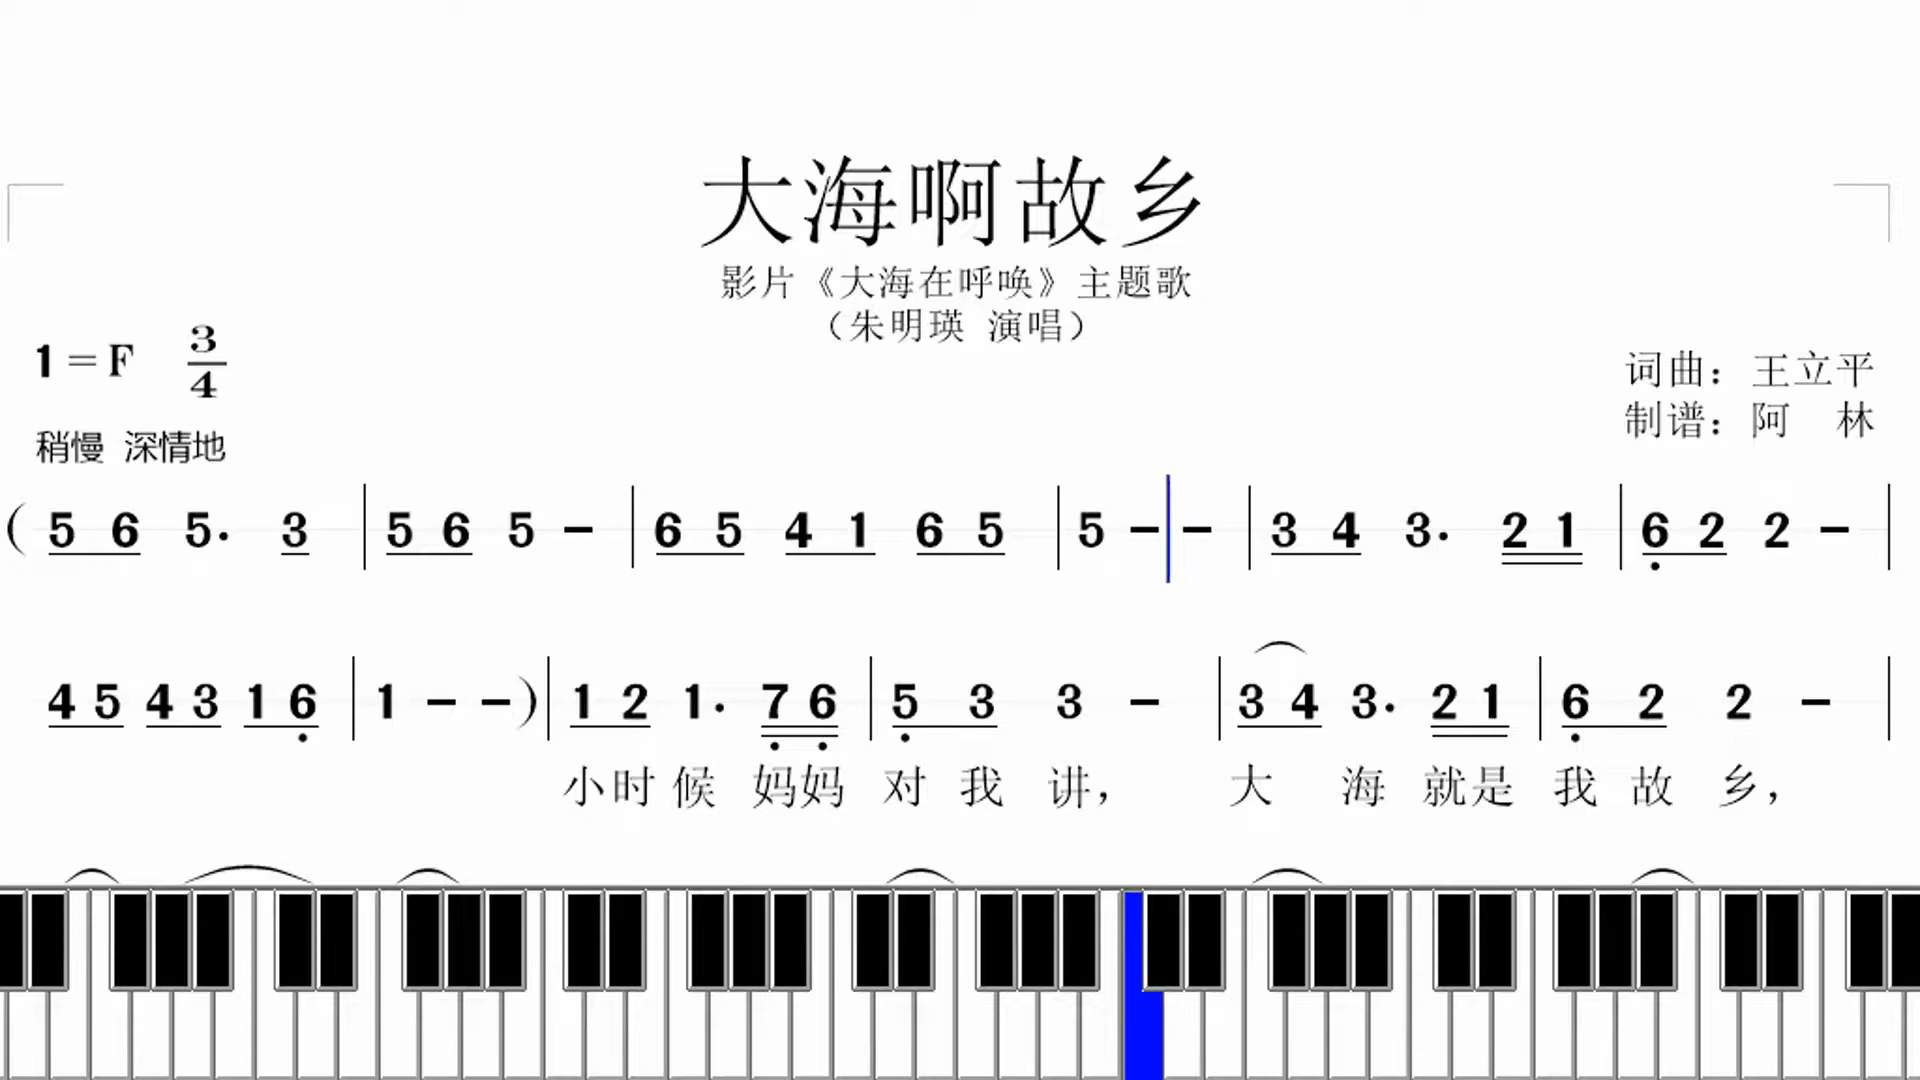 大海啊故乡
影片《大海在呼唤》主题歌
（朱明瑛 演唱）
1=F 3/4
词曲：王立平
制谱：阿 林
稍慢 深情地
( 5 6 5· 3 | 5 6 5 - | 6 5 4 1 6 5 | 5 - - | 3 4 3· 2 1 | 6 2 2 - |
4 5 4 3 1 6 | 1 - - ) | 1 2 1· 7 6 | 5 3 3 - | 3 4 3· 2 1 | 6 2 2 - |
小时候 妈妈 对我讲， 大 海 就是 我故 乡，